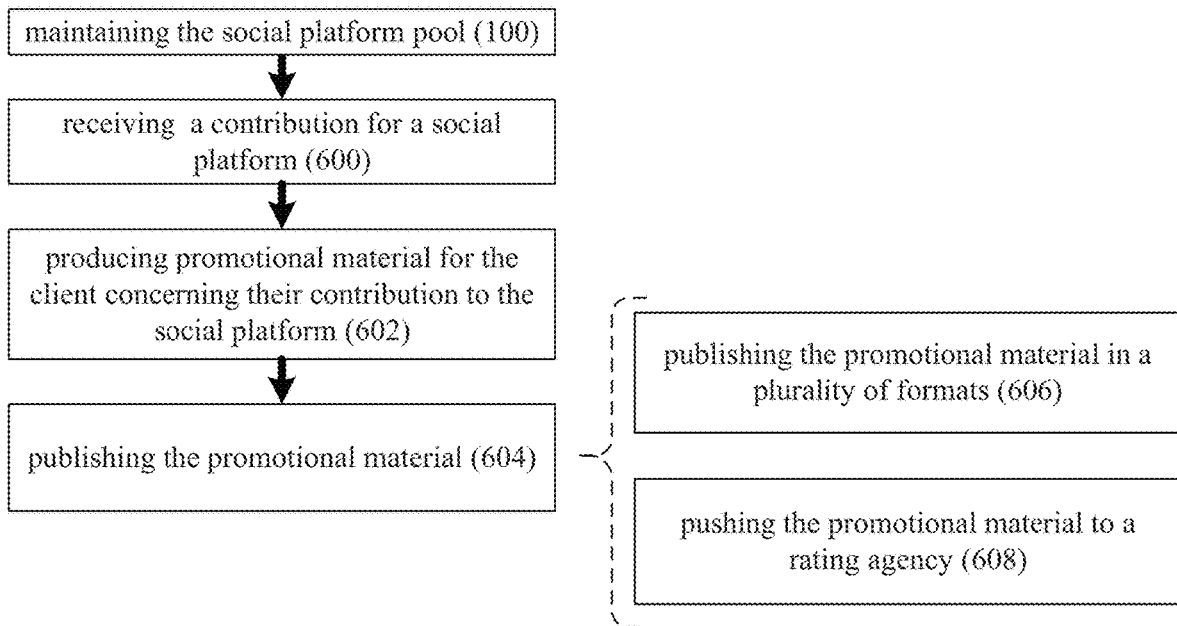 maintaining the social platform pool (100)
receiving a contribution for a social
platform (600)
producing promotional material for the
client concerning their contribution to the
social platform (602)
publishing the promotional material (604)
publishing the promotional material in a
plurality of formats (606)
pushing the promotional material to a
rating agency (608)